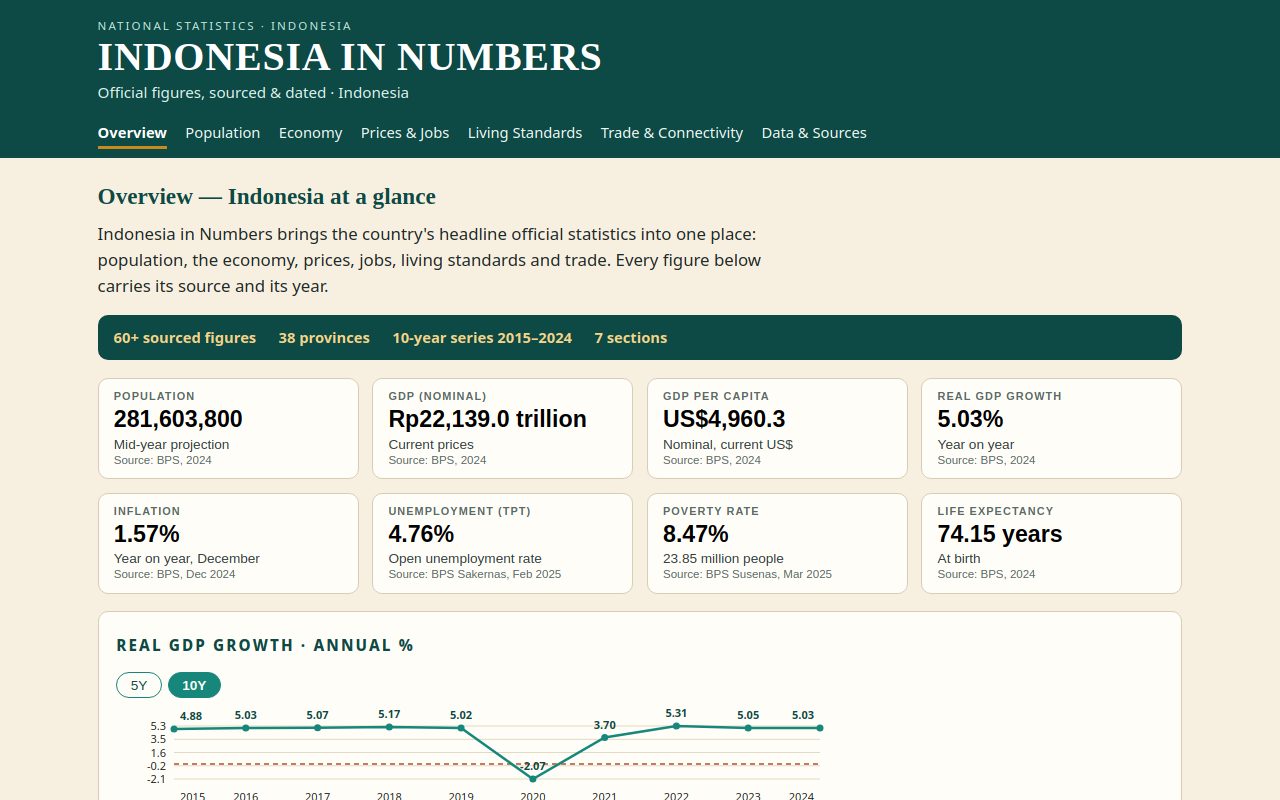 NATIONAL STATISTICS · INDONESIA
INDONESIA IN NUMBERS
Official figures, sourced & dated · Indonesia
Overview Population Economy Prices & Jobs Living Standards Trade & Connectivity Data & Sources
Overview — Indonesia at a glance
Indonesia in Numbers brings the country's headline official statistics into one place:
population, the economy, prices, jobs, living standards and trade. Every figure below
carries its source and its year.
60+ sourced figures 38 provinces 10-year series 2015–2024 7 sections
POPULATION
281,603,800
Mid-year projection
Source: BPS, 2024
GDP (NOMINAL)
Rp22,139.0 trillion
Current prices
Source: BPS, 2024
GDP PER CAPITA
US$4,960.3
Nominal, current US$
Source: BPS, 2024
REAL GDP GROWTH
5.03%
Year on year
Source: BPS, 2024
INFLATION
1.57%
Year on year, December
Source: BPS, Dec 2024
UNEMPLOYMENT (TPT)
4.76%
Open unemployment rate
Source: BPS Sakernas, Feb 2025
POVERTY RATE
8.47%
23.85 million people
Source: BPS Susenas, Mar 2025
LIFE EXPECTANCY
74.15 years
At birth
Source: BPS, 2024
REAL GDP GROWTH · ANNUAL %
5Y 10Y
4.88 5.03 5.07 5.17 5.02 -2.07 3.70 5.31 5.05 5.03
5.3
3.5
1.6
-0.2
-2.1
2015 2016 2017 2018 2019 2020 2021 2022 2023 2024